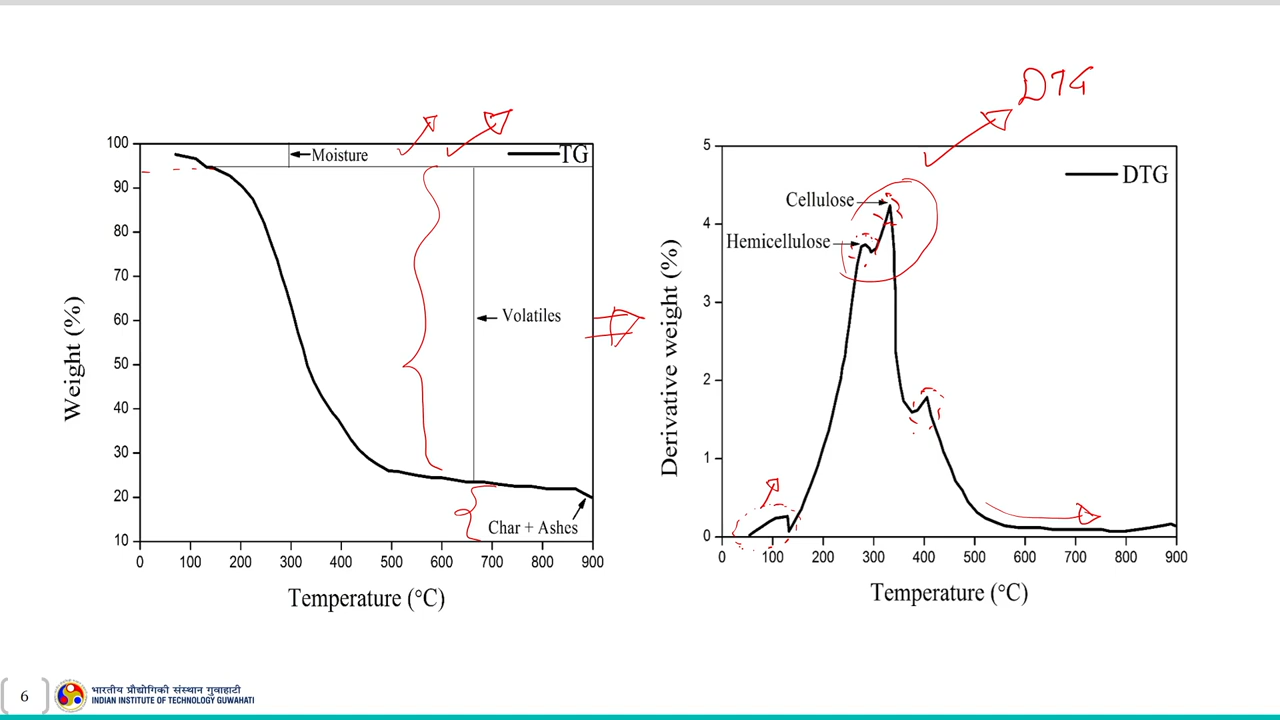 DTG
Weight (%)
100
90
80
70
60
50
40
30
20
10
Moisture
TG
Volatiles
Char + Ashes
0 100 200 300 400 500 600 700 800 900
Temperature (°C)
Derivative weight (%)
5
4
3
2
1
0
DTG
Cellulose
Hemicellulose
0 100 200 300 400 500 600 700 800 900
Temperature (°C)
6
भारतीय प्रौद्योगिकी संस्थान गुवाहाटी
INDIAN INSTITUTE OF TECHNOLOGY GUWAHATI